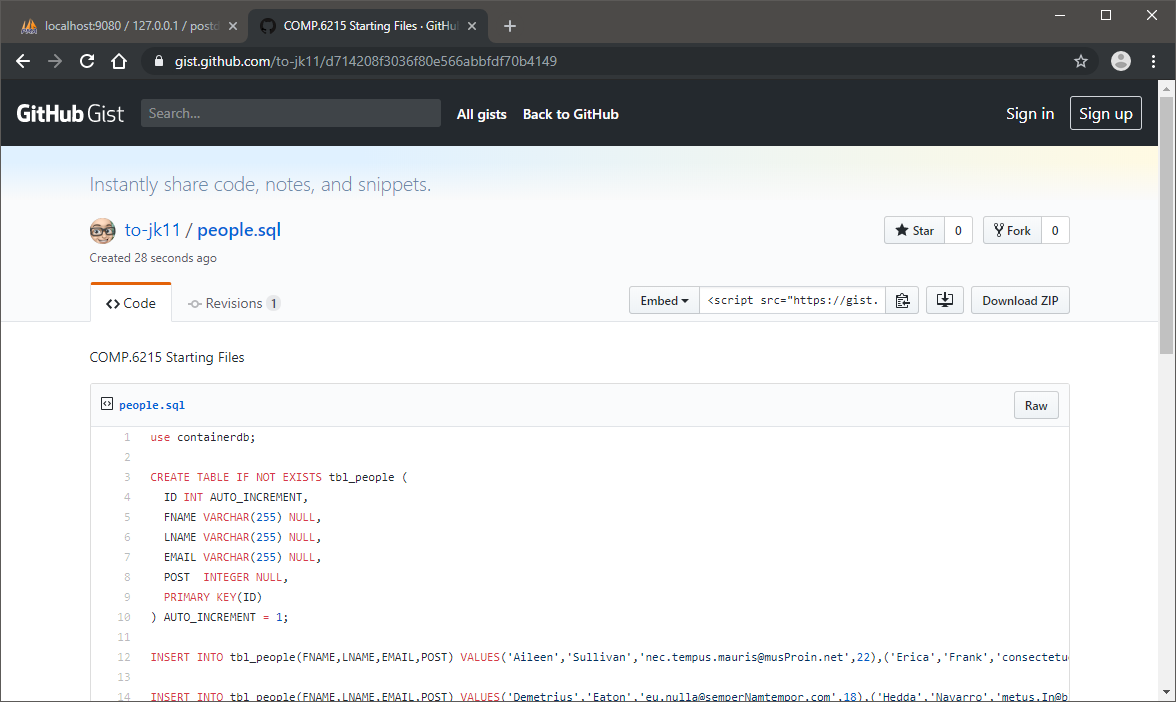 localhost:9080 / 127.0.0.1 / postd
COMP.6215 Starting Files · GitHu
gist.github.com/to-jk11/d714208f3036f80e566abbfdf70b4149
GitHub Gist Search... All gists Back to GitHub Sign in Sign up
Instantly share code, notes, and snippets.
to-jk11 / people.sql Star 0 Fork 0
Created 28 seconds ago
Code Revisions 1 Embed <script src="https://gist. Download ZIP
COMP.6215 Starting Files
people.sql Raw
1 use containerdb;
2
3 CREATE TABLE IF NOT EXISTS tbl_people (
4 ID INT AUTO_INCREMENT,
5 FNAME VARCHAR(255) NULL,
6 LNAME VARCHAR(255) NULL,
7 EMAIL VARCHAR(255) NULL,
8 POST  INTEGER NULL,
9 PRIMARY KEY(ID)
10 ) AUTO_INCREMENT = 1;
11
12 INSERT INTO tbl_people(FNAME,LNAME,EMAIL,POST) VALUES('Aileen','Sullivan','nec.tempus.mauris@musProin.net',22),('Erica','Frank','consectetu
13
14 INSERT INTO tbl_people(FNAME,LNAME,EMAIL,POST) VALUES('Demetrius','Eaton','eu.nulla@semperNamtempor.com',18),('Hedda','Navarro','metus.In@b